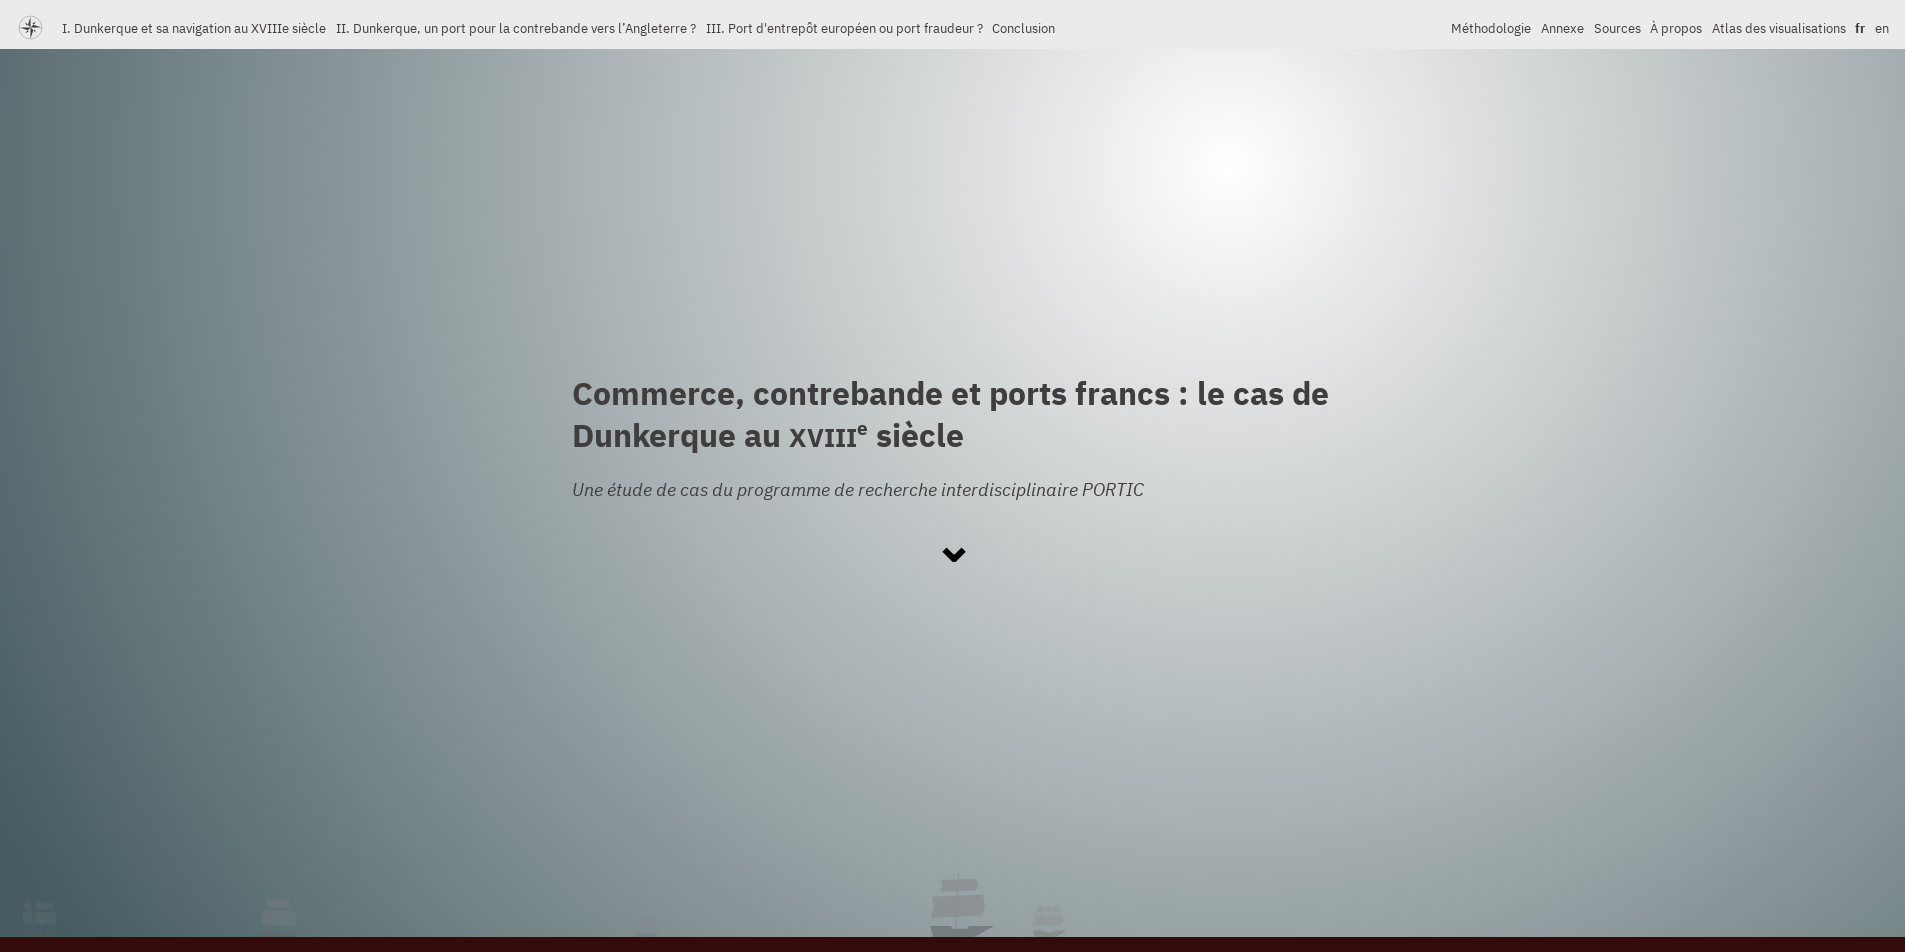 I. Dunkerque et sa navigation au XVIIIe siècle II. Dunkerque, un port pour la contrebande vers l’Angleterre ? III. Port d'entrepôt européen ou port fraudeur ? Conclusion Méthodologie Annexe Sources À propos Atlas des visualisations fr en
Commerce, contrebande et ports francs : le cas de
Dunkerque au XVIIIe siècle
Une étude de cas du programme de recherche interdisciplinaire PORTIC